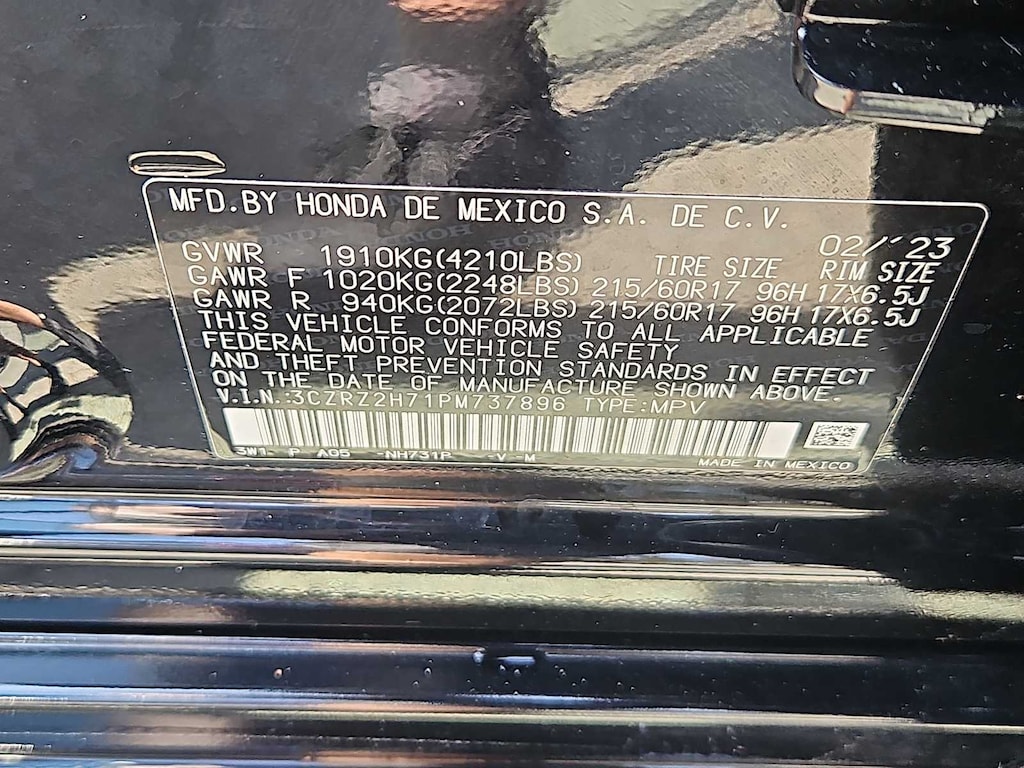 MFD.BY HONDA DE MEXICO S.A. DE C.V.
02/'23
GVWR 1910KG(4210LBS) TIRE SIZE RIM SIZE
GAWR F 1020KG(2248LBS) 215/60R17 96H 17X6.5J
GAWR R 940KG(2072LBS) 215/60R17 96H 17X6.5J
THIS VEHICLE CONFORMS TO ALL APPLICABLE
FEDERAL MOTOR VEHICLE SAFETY
AND THEFT PREVENTION STANDARDS IN EFFECT
ON THE DATE OF MANUFACTURE SHOWN ABOVE.
V.I.N.:3CZRZ2H71PM737896 TYPE:MPV
3W1- P A05 -NH731P -V-M
MADE IN MEXICO